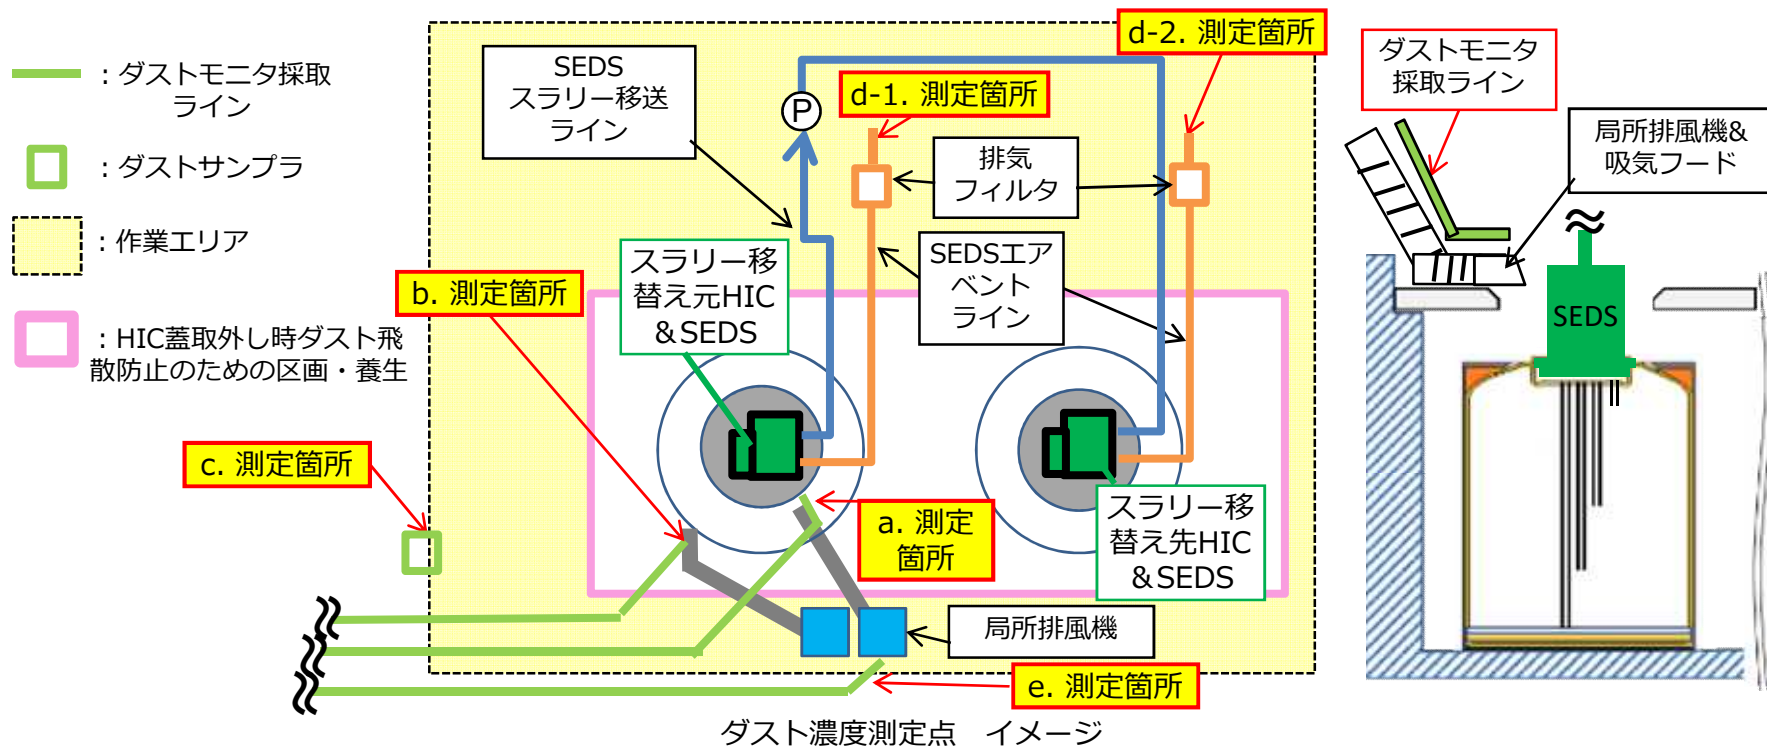 ：ダストモニタ採取
ライン
：ダストサンプラ
：作業エリア
：HIC蓋取外し時ダスト飛
散防止のための区画・養生
SEDS
スラリー移送
ライン
P
d-1. 測定箇所
d-2. 測定箇所
排気
フィルタ
SEDSエア
ベント
ライン
スラリー移
替え元HIC
＆SEDS
b. 測定箇所
c. 測定箇所
a. 測定
箇所
スラリー移
替え先HIC
＆SEDS
局所排風機
e. 測定箇所
ダスト濃度測定点　イメージ
ダストモニタ
採取ライン
局所排風機&
吸気フード
SEDS